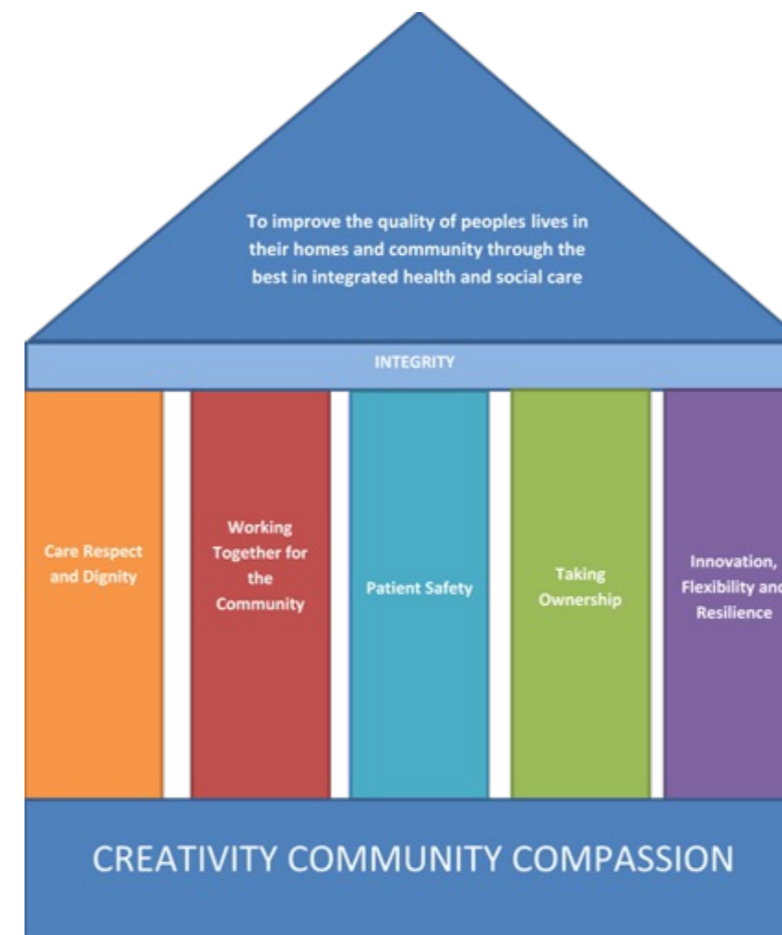 To improve the quality of peoples lives in
their homes and community through the
best in integrated health and social care
INTEGRITY
Care Respect
and Dignity
Working
Together for
the
Community
Patient Safety
Taking
Ownership
Innovation,
Flexibility and
Resilience
CREATIVITY COMMUNITY COMPASSION